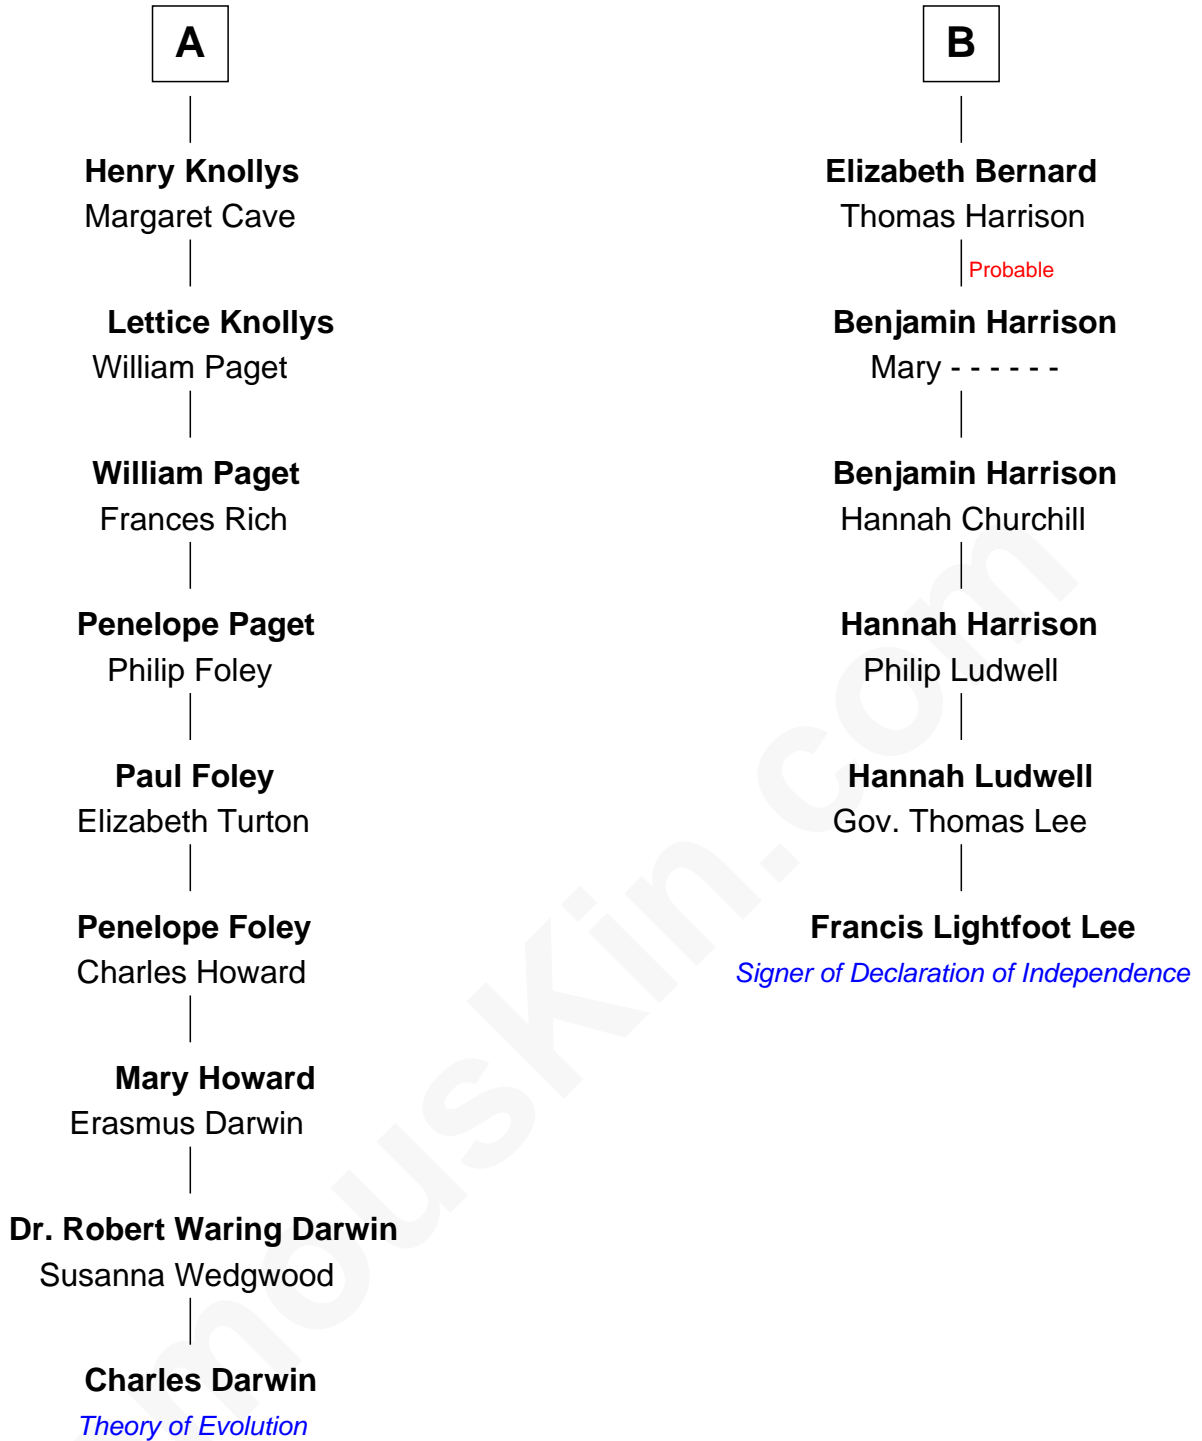 A
Henry Knollys
Margaret Cave
Lettice Knollys
William Paget
William Paget
Frances Rich
Penelope Paget
Philip Foley
Paul Foley
Elizabeth Turton
Penelope Foley
Charles Howard
Mary Howard
Erasmus Darwin
Dr. Robert Waring Darwin
Susanna Wedgwood
Charles Darwin
Theory of Evolution
B
Elizabeth Bernard
Thomas Harrison
Probable
Benjamin Harrison
Mary - - - - - -
Benjamin Harrison
Hannah Churchill
Hannah Harrison
Philip Ludwell
Hannah Ludwell
Gov. Thomas Lee
Francis Lightfoot Lee
Signer of Declaration of Independence
mousKin.com